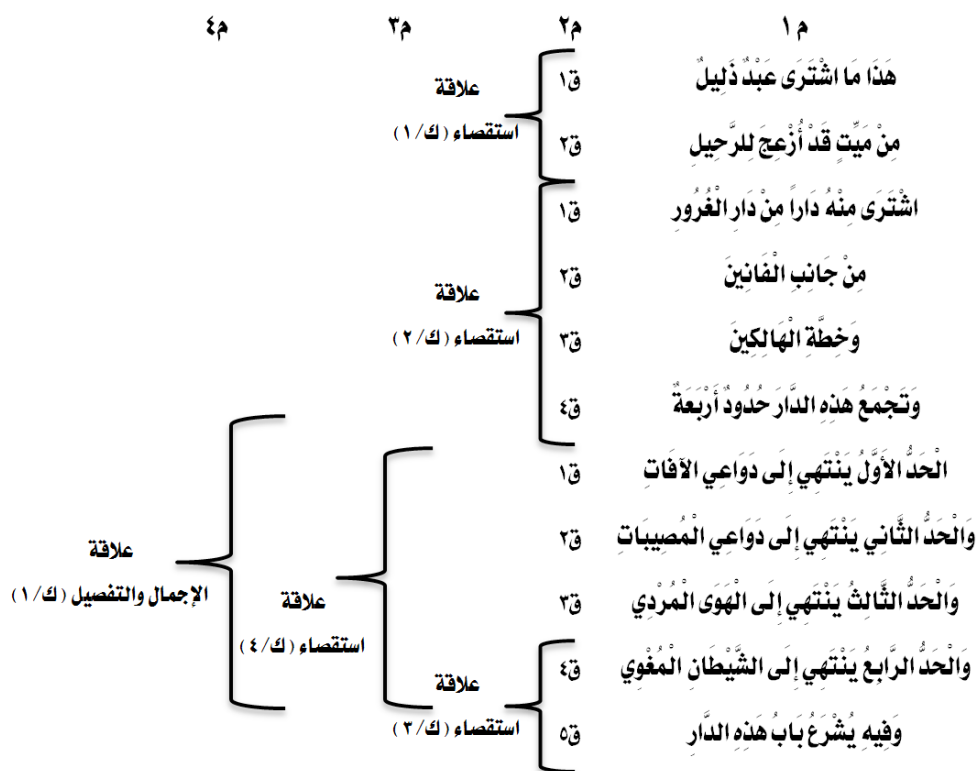 م١ م٢ م٣ م٤
هَذَا مَا اشْتَرَى عَبْدٌ ذَلِيلٌ ق١
علاقة
استقصاء (ك/١)
مِنْ مَيِّتٍ قَدْ أُزْعِجَ لِلرَّحِيلِ ق٢
اشْتَرَى مِنْهُ دَاراً مِنْ دَارِ الْغُرُورِ ق١
مِنْ جَانِبِ الْفَانِينَ ق٢
علاقة
استقصاء (ك/٢)
وَخِطَّةِ الْهَالِكِينَ ق٣
وَتَجْمَعُ هَذِهِ الدَّارَ حُدُودٌ أَرْبَعَةٌ ق٤
الْحَدُّ الأَوَّلُ يَنْتَهِي إِلَى دَوَاعِي الآفَاتِ ق١
وَالْحَدُّ الثَّانِي يَنْتَهِي إِلَى دَوَاعِي الْمُصِيبَاتِ ق٢
علاقة
الإجمال والتفصيل (ك/١)
وَالْحَدُّ الثَّالِثُ يَنْتَهِي إِلَى الْهَوَى الْمُرْدِي ق٣
علاقة
استقصاء (ك/٤)
وَالْحَدُّ الرَّابِعُ يَنْتَهِي إِلَى الشَّيْطَانِ الْمُغْوِي ق٤
علاقة
استقصاء (ك/٣)
وَفِيهِ يُشْرَعُ بَابُ هَذِهِ الدَّارِ ق٥